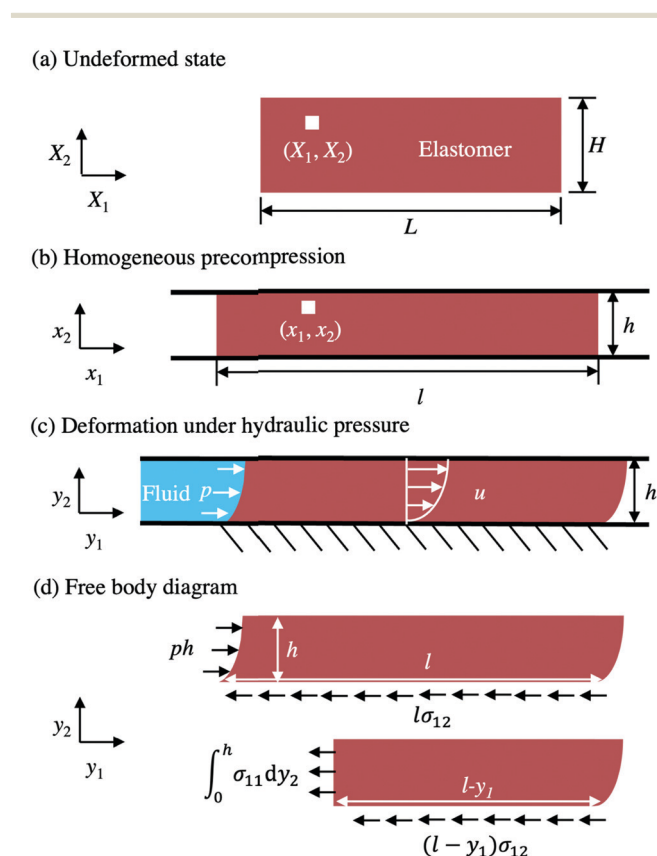 (a) Undeformed state
X₂
X₁
(X₁, X₂)
Elastomer
H
L
(b) Homogeneous precompression
x₂
x₁
(x₁, x₂)
h
l
(c) Deformation under hydraulic pressure
y₂
y₁
Fluid
p
u
h
(d) Free body diagram
ph
h
l
lσ₁₂
y₂
y₁
∫₀ʰ σ₁₁dy₂
l-y₁
(l − y₁)σ₁₂